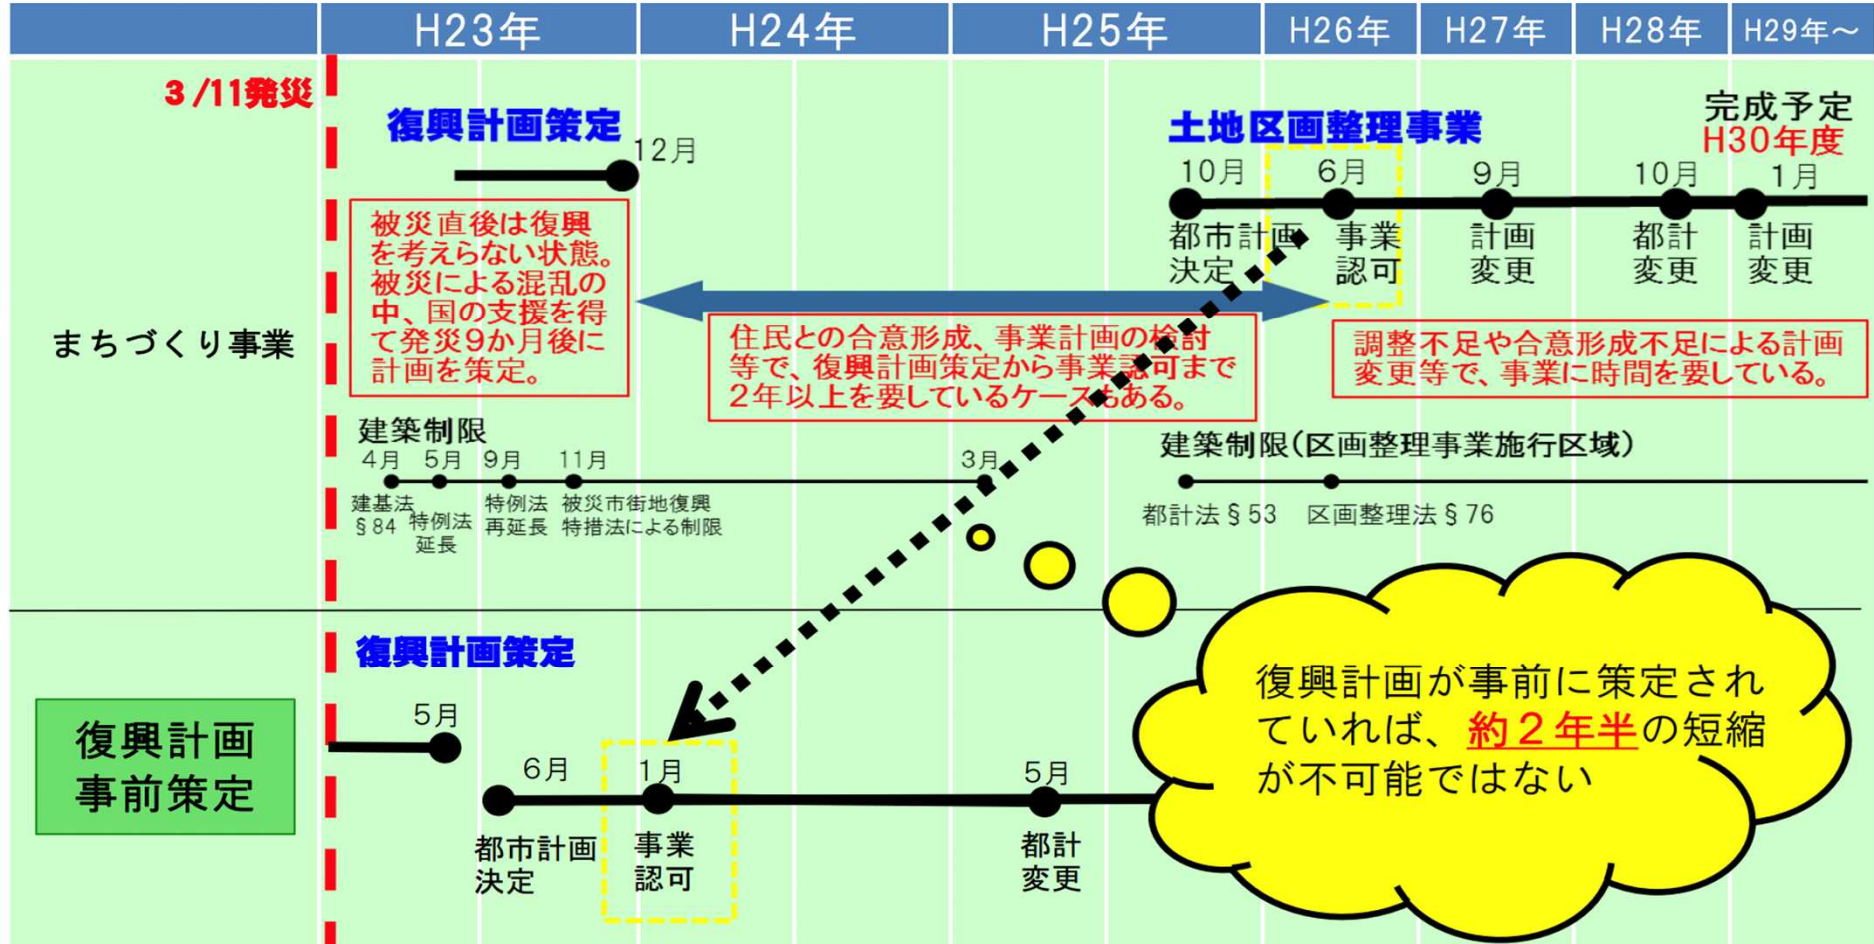 H23年
H24年
H25年
H26年
H27年
H28年
H29年～
3/11発災
復興計画策定
12月
土地区画整理事業
完成予定
H30年度
10月
6月
9月
10月
1月
都市計画
決定
事業
認可
計画
変更
都計
変更
計画
変更
まちづくり事業
被災直後は復興
を考えらない状態。
被災による混乱の
中、国の支援を得
て発災9か月後に
計画を策定。
住民との合意形成、事業計画の検討
等で、復興計画策定から事業認可まで
2年以上を要しているケースもある。
調整不足や合意形成不足による計画
変更等で、事業に時間を要している。
建築制限
4月
5月
9月
11月
3月
建基法
§84
特例法
延長
特例法
再延長
被災市街地復興
特措法による制限
建築制限(区画整理事業施行区域)
都計法§53
区画整理法§76
復興計画
事前策定
復興計画策定
5月
6月
1月
5月
都市計画
決定
事業
認可
都計
変更
復興計画が事前に策定され
ていれば、約２年半の短縮
が不可能ではない